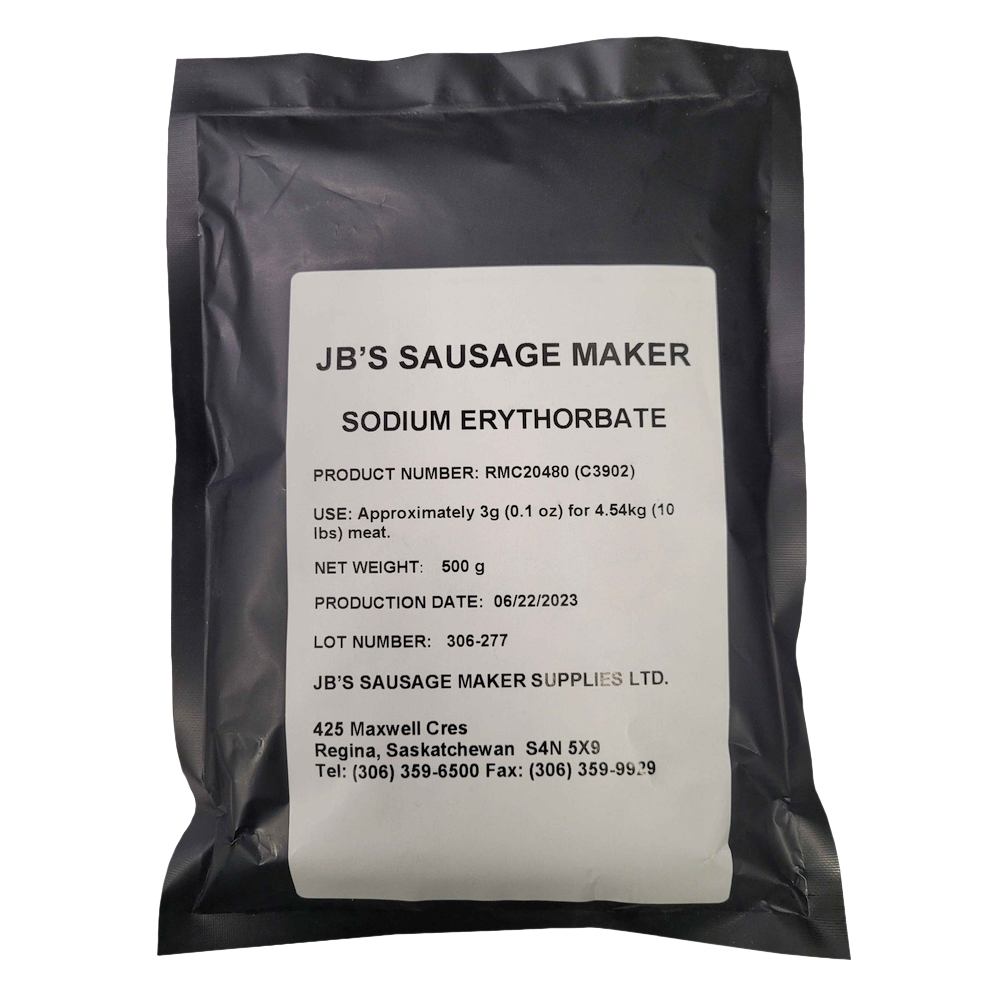 JB'S SAUSAGE MAKER
SODIUM ERYTHORBATE
PRODUCT NUMBER: RMC20480 (C3902)
USE: Approximately 3g (0.1 oz) for 4.54kg (10
lbs) meat.
NET WEIGHT: 500 g
PRODUCTION DATE: 06/22/2023
LOT NUMBER: 306-277
JB'S SAUSAGE MAKER SUPPLIES LTD.
425 Maxwell Cres
Regina, Saskatchewan S4N 5X9
Tel: (306) 359-6500 Fax: (306) 359-9929